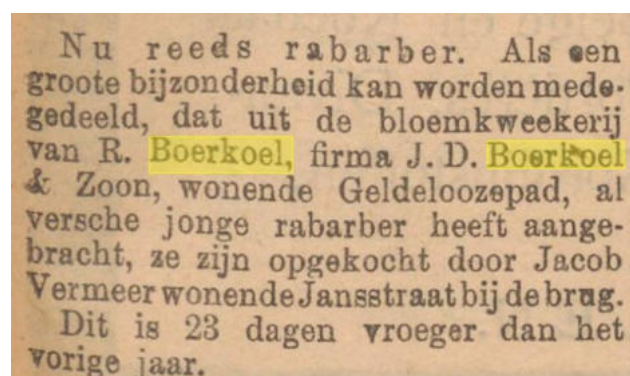 Nu reeds rabarber. Als een
groote bijzonderheid kan worden mede-
gedeeld, dat uit de bloemkweekerij
van R. Boerkoel, firma J. D. Boerkoel
& Zoon, wonende Geldeloozepad, al
versche jonge rabarber heeft aange-
bracht, ze zijn opgekocht door Jacob
Vermeer wonende Jansstraat bij de brug.
Dit is 23 dagen vroeger dan het
vorige jaar.